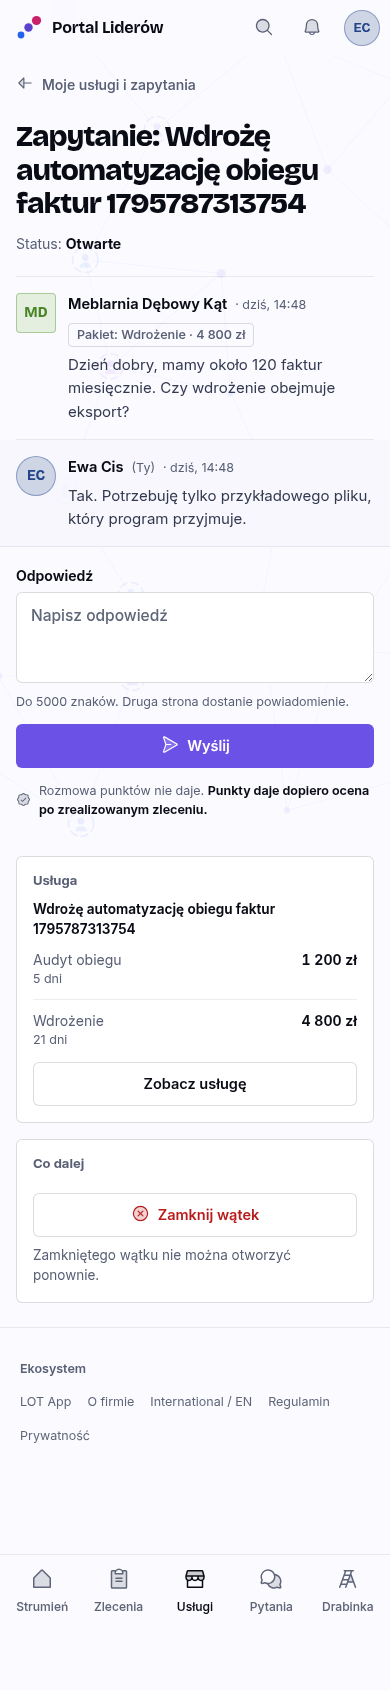 Portal Liderów
EC
Moje usługi i zapytania
Zapytanie: Wdrożę
automatyzację obiegu
faktur 1795787313754
Status: Otwarte
MD
Meblarnia Dębowy Kąt · dziś, 14:48
Pakiet: Wdrożenie · 4 800 zł
Dzień dobry, mamy około 120 faktur
miesięcznie. Czy wdrożenie obejmuje
eksport?
EC
Ewa Cis (Ty) · dziś, 14:48
Tak. Potrzebuję tylko przykładowego pliku,
który program przyjmuje.
Odpowiedź
Napisz odpowiedź
Do 5000 znaków. Druga strona dostanie powiadomienie.
Wyślij
Rozmowa punktów nie daje. Punkty daje dopiero ocena
po zrealizowanym zleceniu.
Usługa
Wdrożę automatyzację obiegu faktur
1795787313754
Audyt obiegu 1 200 zł
5 dni
Wdrożenie 4 800 zł
21 dni
Zobacz usługę
Co dalej
Zamknij wątek
Zamkniętego wątku nie można otworzyć
ponownie.
Ekosystem
LOT App O firmie International / EN Regulamin
Prywatność
Strumień Zlecenia Usługi Pytania Drabinka